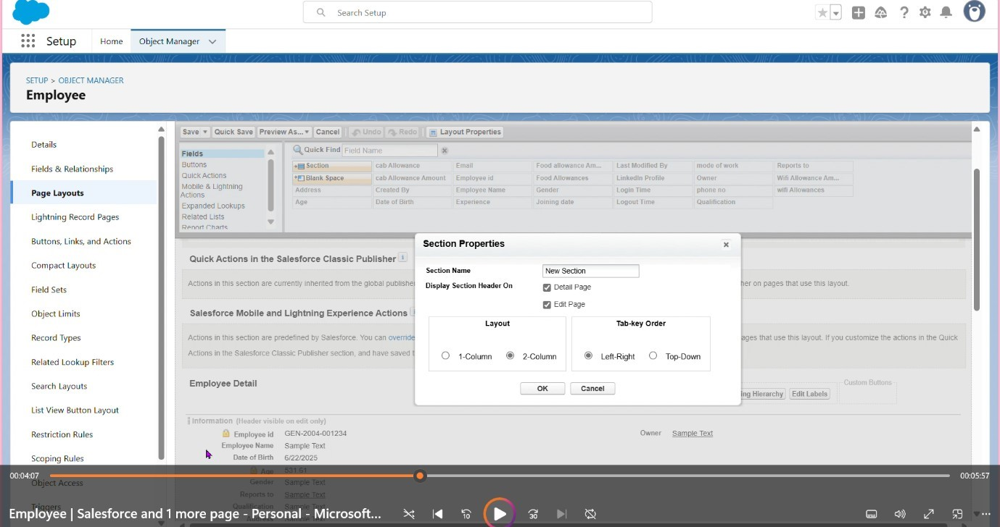 Search Setup
Setup Home Object Manager
SETUP > OBJECT MANAGER
Employee
Details
Fields & Relationships
Page Layouts
Lightning Record Pages
Buttons, Links, and Actions
Compact Layouts
Field Sets
Object Limits
Record Types
Related Lookup Filters
Search Layouts
List View Button Layout
Restriction Rules
Scoping Rules
Object Access
Triggers
Save Quick Save Preview As... Cancel Undo Redo Layout Properties
Fields
Buttons
Quick Actions
Mobile & Lightning
Actions
Expanded Lookups
Related Lists
Report Charts
Quick Find Field Name
Section cab Allowance Email Food allowance Am... Last Modified By mode of work Reports to
Blank Space cab Allowance Amount Employee id Food Allowances LinkedIn Profile Owner Wifi Allowance Am...
Address Created By Employee Name Gender Login Time phone no wifi Allowances
Age Date of Birth Experience Joining date Logout Time Qualification
Quick Actions in the Salesforce Classic Publisher
Actions in this section are currently inherited from the global publisher her on pages that use this layout.
Salesforce Mobile and Lightning Experience Actions
Actions in this section are predefined by Salesforce. You can override ages that use this layout. If you customize the actions in the Quick
Actions in the Salesforce Classic Publisher section, and have saved t
Section Properties
Section Name New Section
Display Section Header On Detail Page
Edit Page
Layout Tab-key Order
1-Column 2-Column Left-Right Top-Down
OK Cancel
Employee Detail
Custom Buttons
ng Hierarchy Edit Labels
Information (Header visible on edit only)
Employee id GEN-2004-001234 Owner Sample Text
Employee Name Sample Text
Date of Birth 6/22/2025
Age 531.61
Gender Sample Text
Reports to Sample Text
Qualification Sample Text
00:04:07 00:05:57
Employee | Salesforce and 1 more page - Personal - Microsoft...
10 30